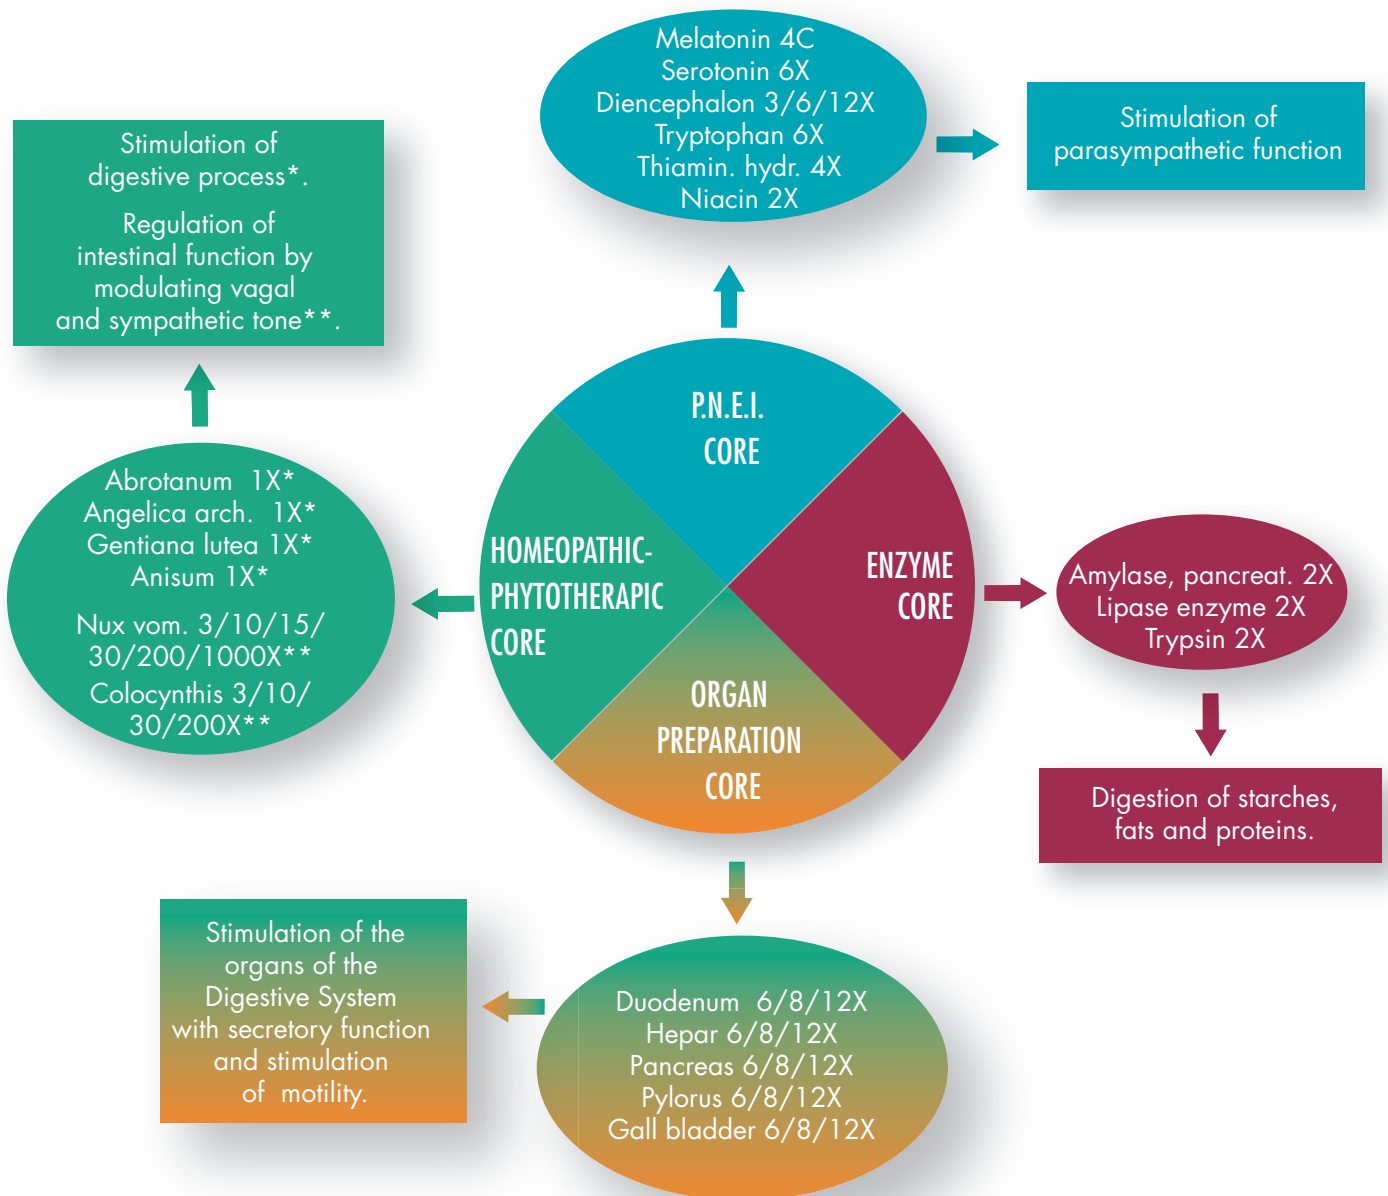 Melatonin 4C
Serotonin 6X
Diencephalon 3/6/12X
Tryptophan 6X
Thiamin. hydr. 4X
Niacin 2X
Stimulation of
parasympathetic function
Stimulation of
digestive process*.
Regulation of
intestinal function by
modulating vagal
and sympathetic tone**.
P.N.E.I.
CORE
HOMEOPATHIC-
PHYTOTHERAPIC
CORE
ENZYME
CORE
ORGAN
PREPARATION
CORE
Abrotanum 1X*
Angelica arch. 1X*
Gentiana lutea 1X*
Anisum 1X*
Nux vom. 3/10/15/
30/200/1000X**
Colocynthis 3/10/
30/200X**
Amylase, pancreat. 2X
Lipase enzyme 2X
Trypsin 2X
Digestion of starches,
fats and proteins.
Stimulation of the
organs of the
Digestive System
with secretory function
and stimulation
of motility.
Duodenum 6/8/12X
Hepar 6/8/12X
Pancreas 6/8/12X
Pylorus 6/8/12X
Gall bladder 6/8/12X